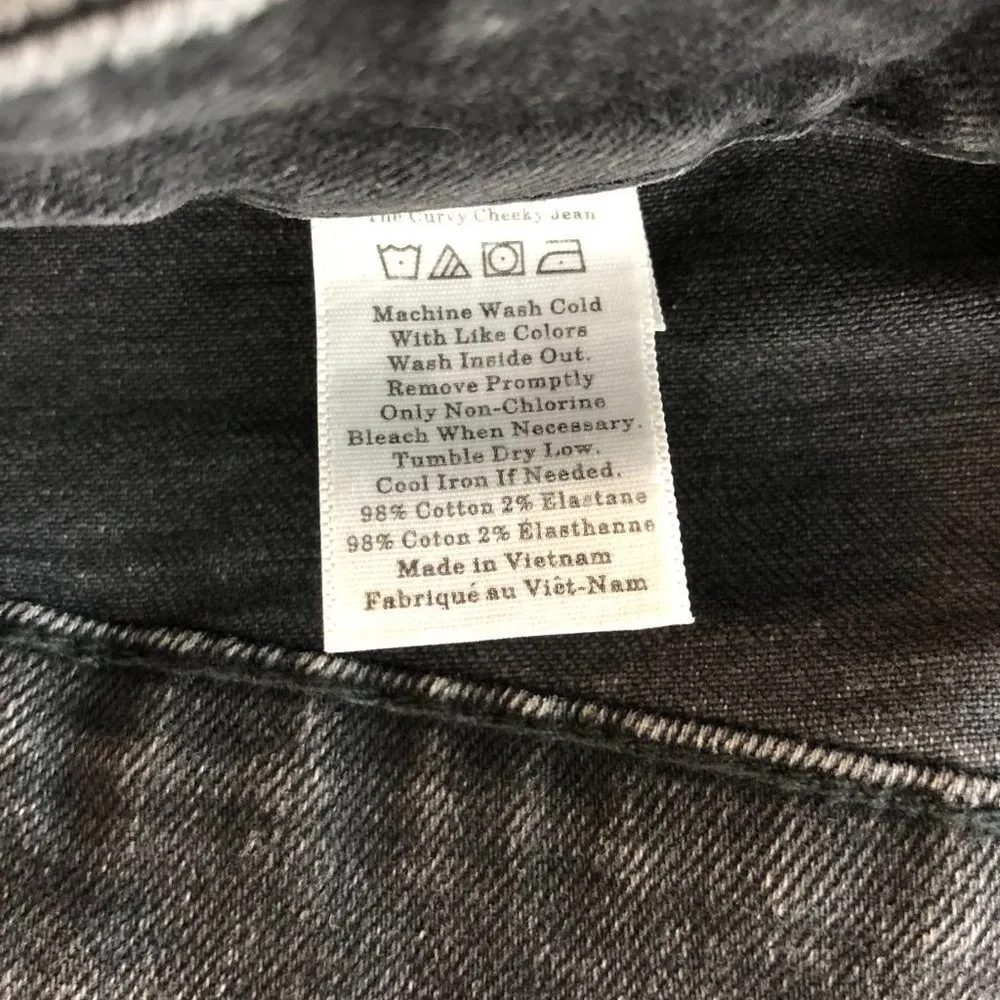 The Curvy Cheeky Jean
Machine Wash Cold
With Like Colors
Wash Inside Out.
Remove Promptly
Only Non-Chlorine
Bleach When Necessary.
Tumble Dry Low.
Cool Iron If Needed.
98% Cotton 2% Elastane
98% Coton 2% Élasthanne
Made in Vietnam
Fabriqué au Viêt-Nam